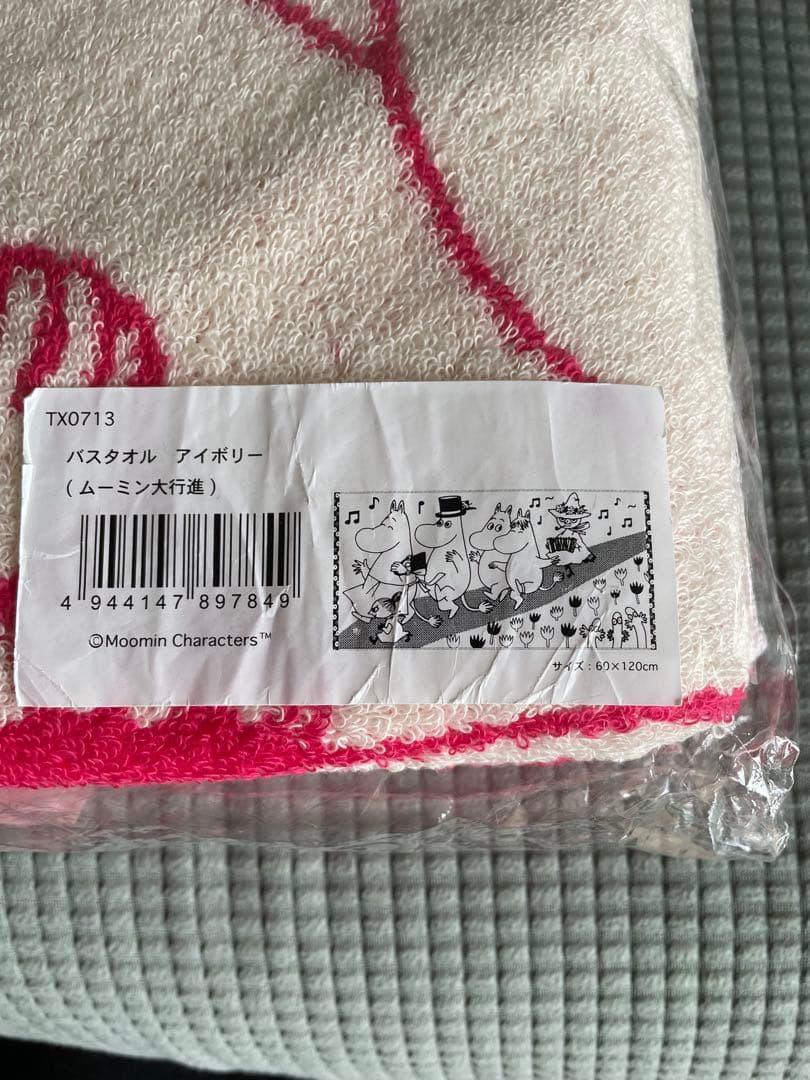 TX0713
バスタオル　アイボリー
(ムーミン大行進)
4 944147 897849
©Moomin Characters™
サイズ：60×120cm